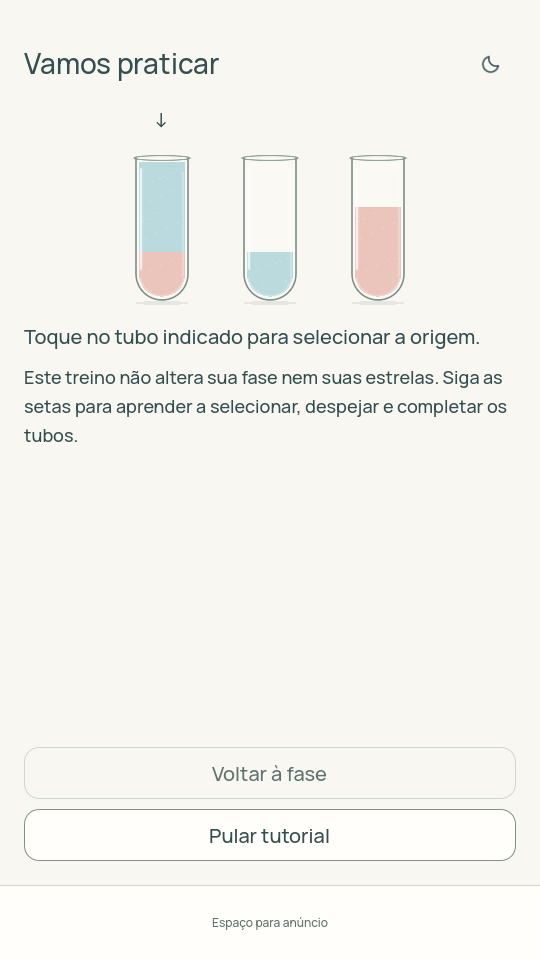 Vamos praticar
↓
Toque no tubo indicado para selecionar a origem.
Este treino não altera sua fase nem suas estrelas. Siga as
setas para aprender a selecionar, despejar e completar os
tubos.
Voltar à fase
Pular tutorial
Espaço para anúncio